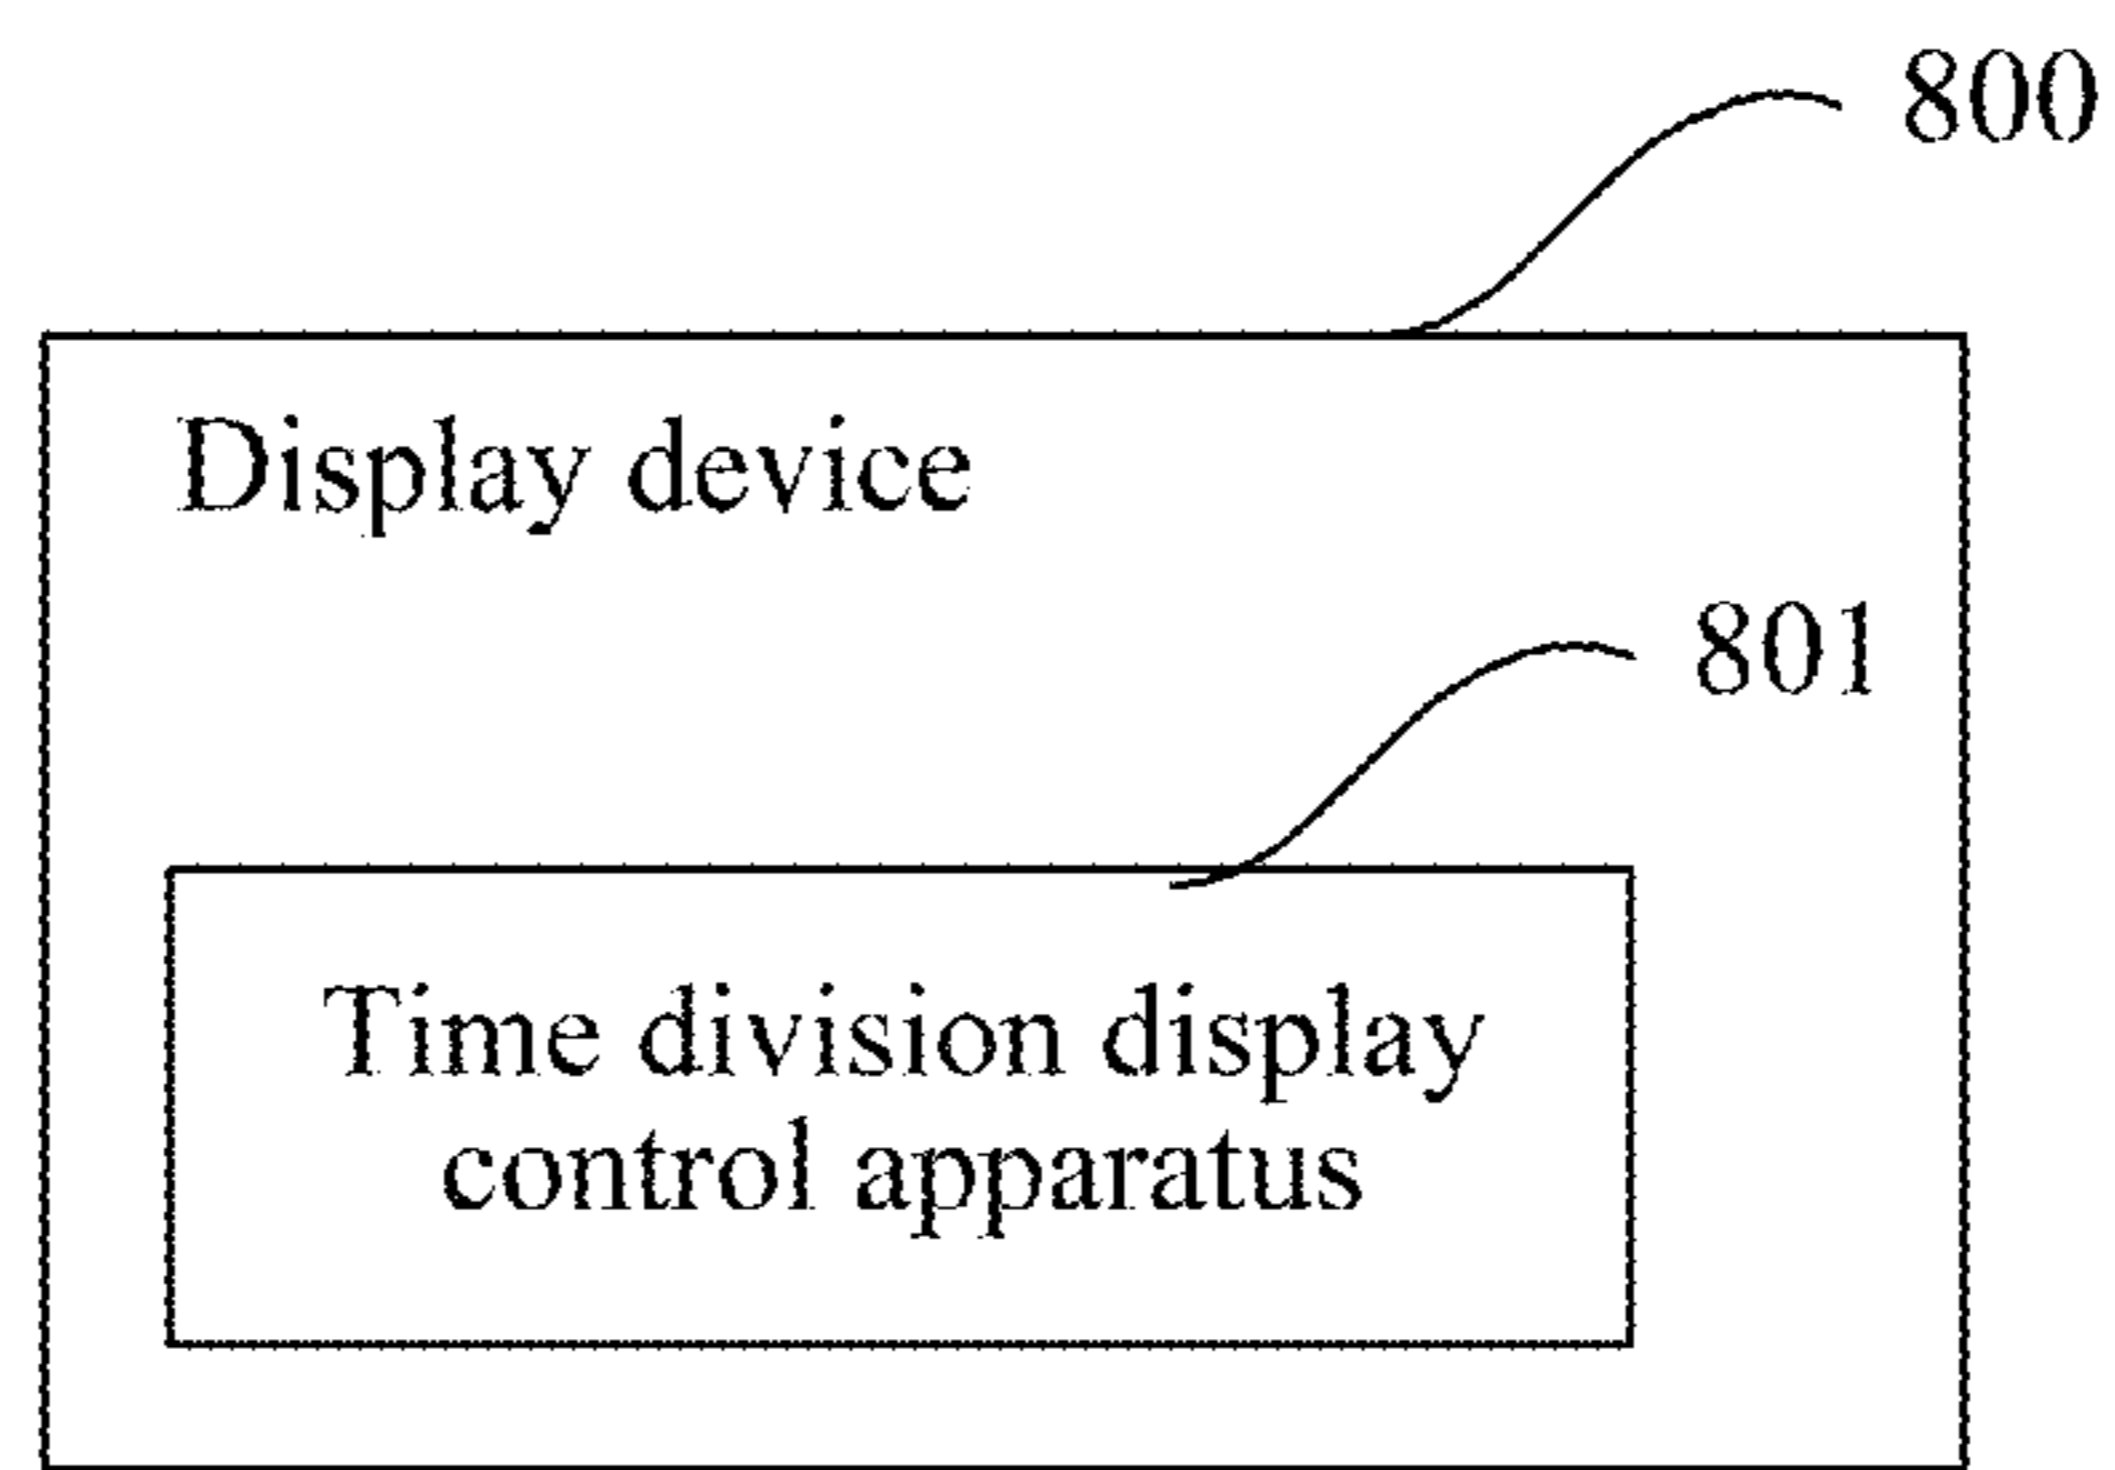 800
Display device
801
Time division display
control apparatus